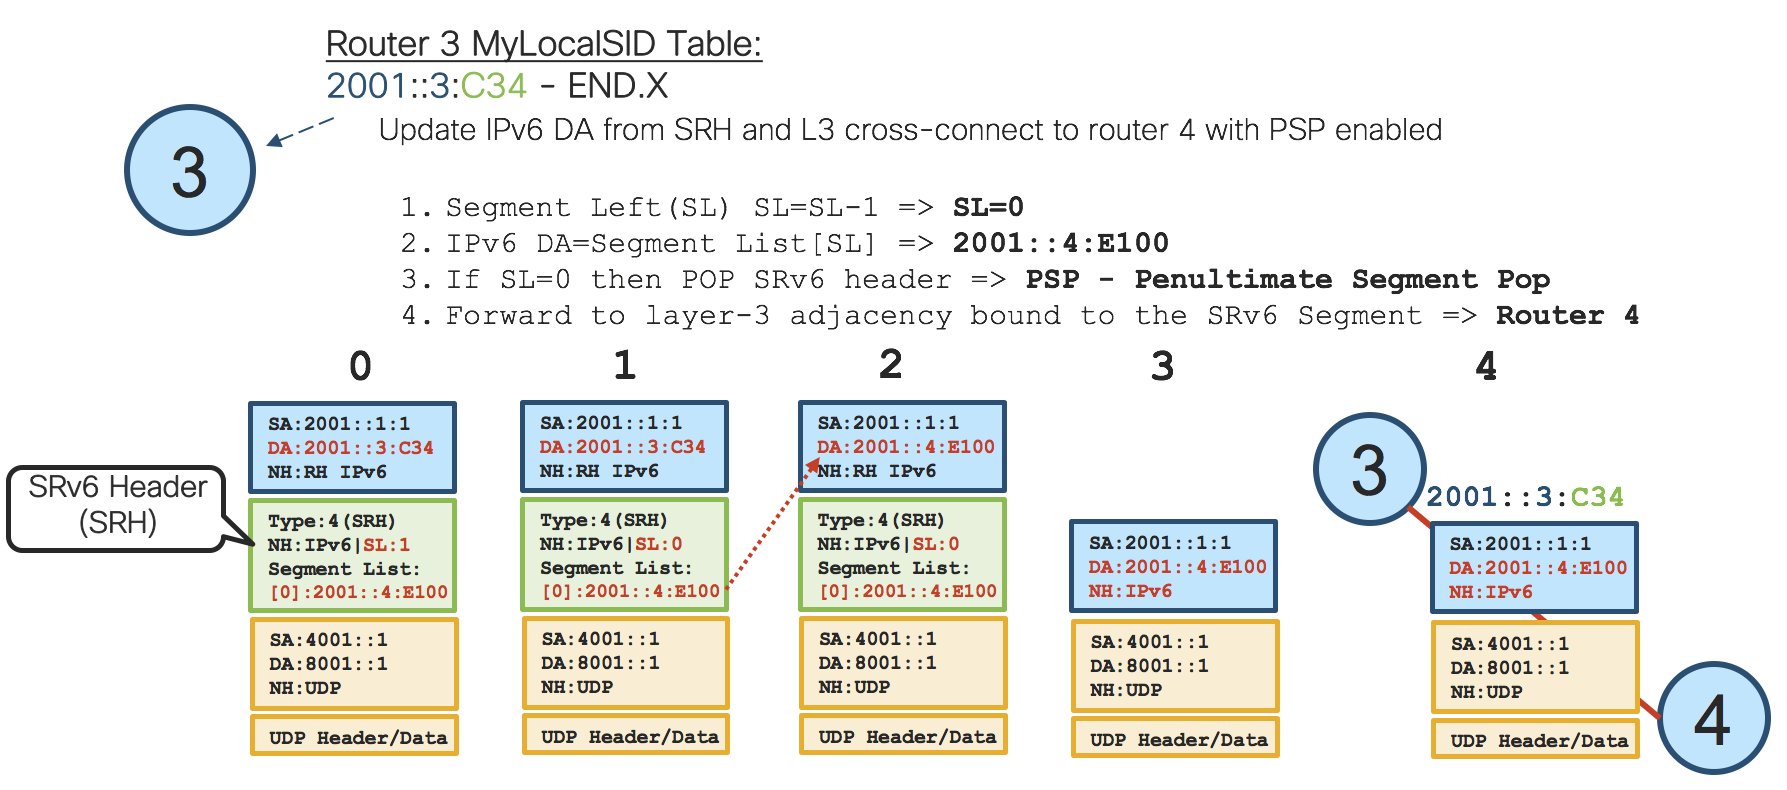 Router 3 MyLocalSID Table:
2001::3:C34 - END.X
Update IPv6 DA from SRH and L3 cross-connect to router 4 with PSP enabled
3
1. Segment Left(SL) SL=SL-1 => SL=0
2. IPv6 DA=Segment List[SL] => 2001::4:E100
3. If SL=0 then POP SRv6 header => PSP - Penultimate Segment Pop
4. Forward to layer-3 adjacency bound to the SRv6 Segment => Router 4
0
SRv6 Header
(SRH)
SA:2001::1:1
DA:2001::3:C34
NH:RH IPv6
Type:4(SRH)
NH:IPv6|SL:1
Segment List:
[0]:2001::4:E100
SA:4001::1
DA:8001::1
NH:UDP
UDP Header/Data
1
SA:2001::1:1
DA:2001::3:C34
NH:RH IPv6
Type:4(SRH)
NH:IPv6|SL:0
Segment List:
[0]:2001::4:E100
SA:4001::1
DA:8001::1
NH:UDP
UDP Header/Data
2
SA:2001::1:1
DA:2001::4:E100
NH:RH IPv6
Type:4(SRH)
NH:IPv6|SL:0
Segment List:
[0]:2001::4:E100
SA:4001::1
DA:8001::1
NH:UDP
UDP Header/Data
3
SA:2001::1:1
DA:2001::4:E100
NH:IPv6
SA:4001::1
DA:8001::1
NH:UDP
UDP Header/Data
4
3
2001::3:C34
SA:2001::1:1
DA:2001::4:E100
NH:IPv6
SA:4001::1
DA:8001::1
NH:UDP
UDP Header/Data
4